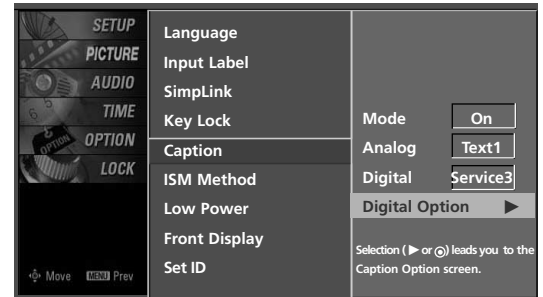 SETUP
PICTURE
AUDIO
TIME
OPTION
LOCK
Move MENU Prev
Language
Input Label
SimpLink
Key Lock
Caption
ISM Method
Low Power
Front Display
Set ID
Mode On
Analog Text1
Digital Service3
Digital Option ▶
Selection ( ▶ or ◉) leads you to the
Caption Option screen.